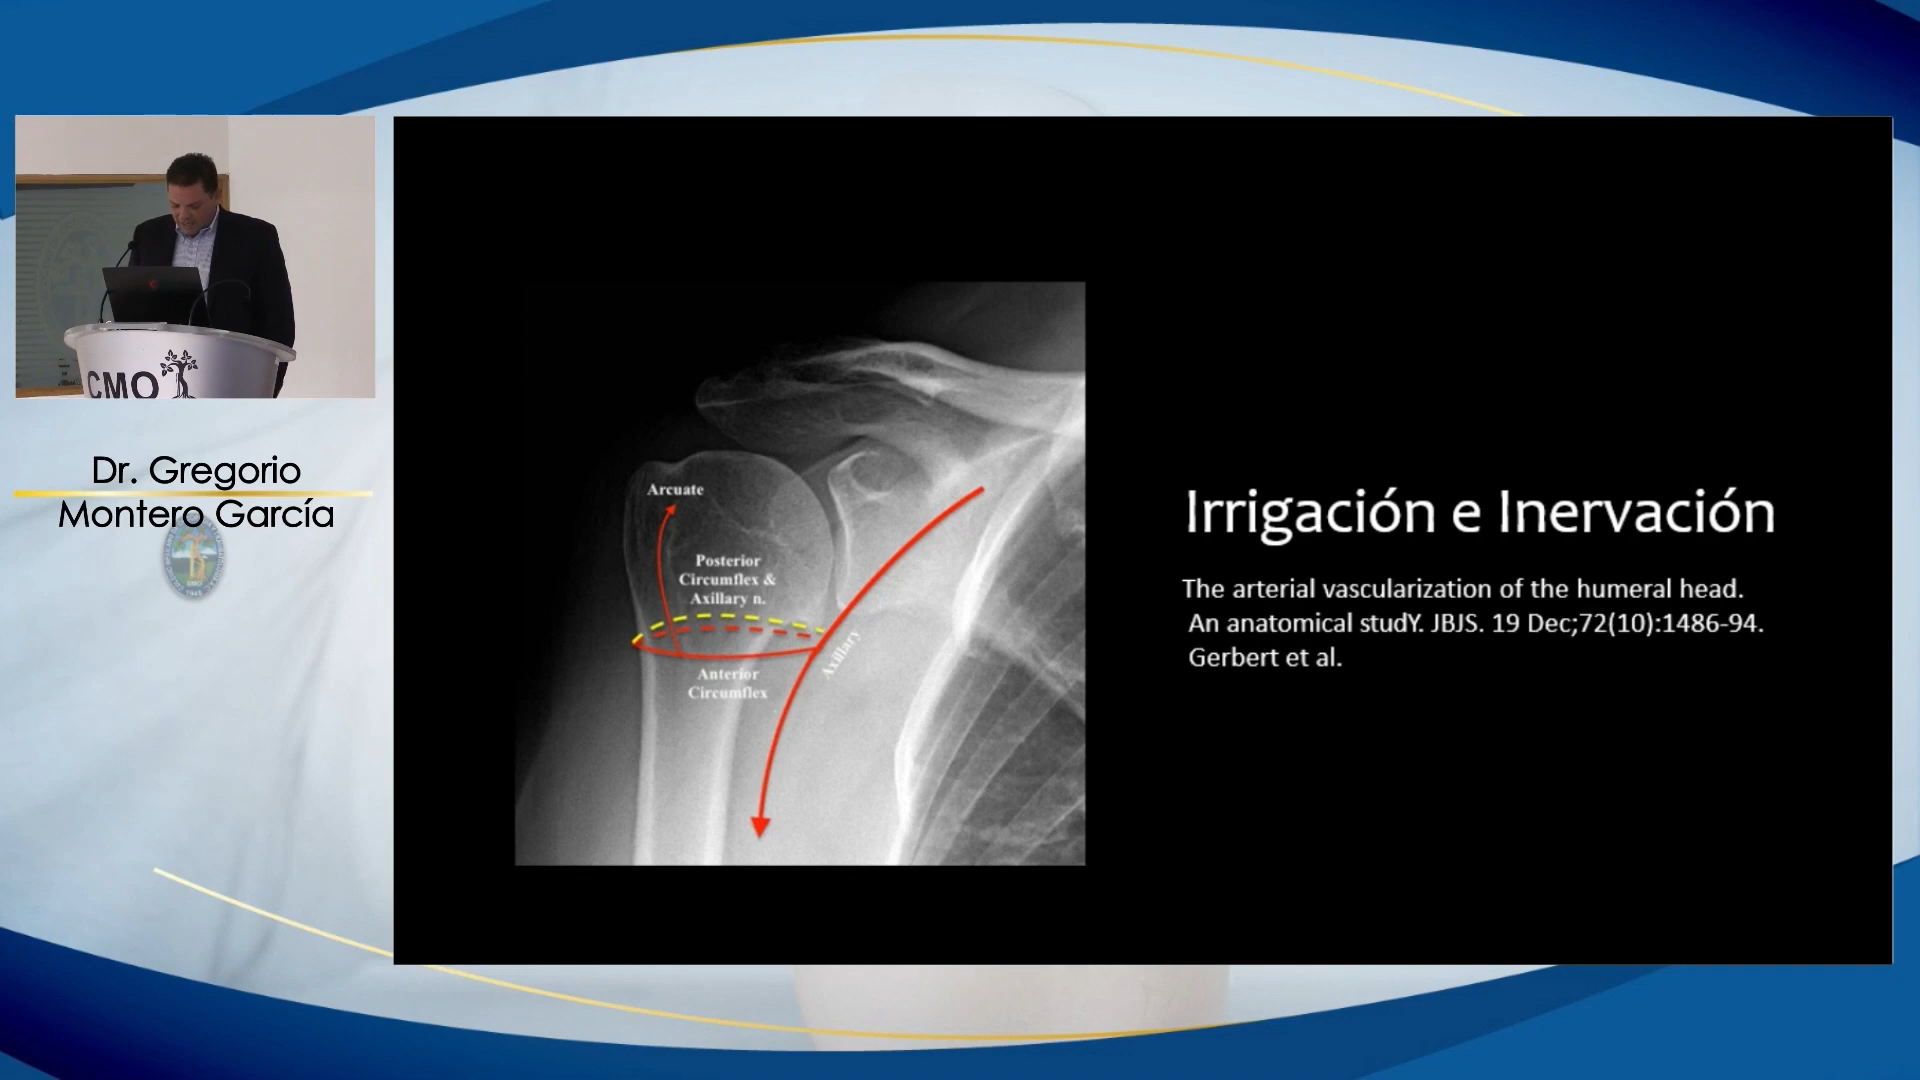 CMO
Dr. Gregorio
Montero García
Arcuate
Posterior
Circumflex &
Axillary n.
Axillary
Anterior
Circumflex
Irrigación e Inervación
The arterial vascularization of the humeral head.
An anatomical studY. JBJS. 19 Dec;72(10):1486-94.
Gerbert et al.